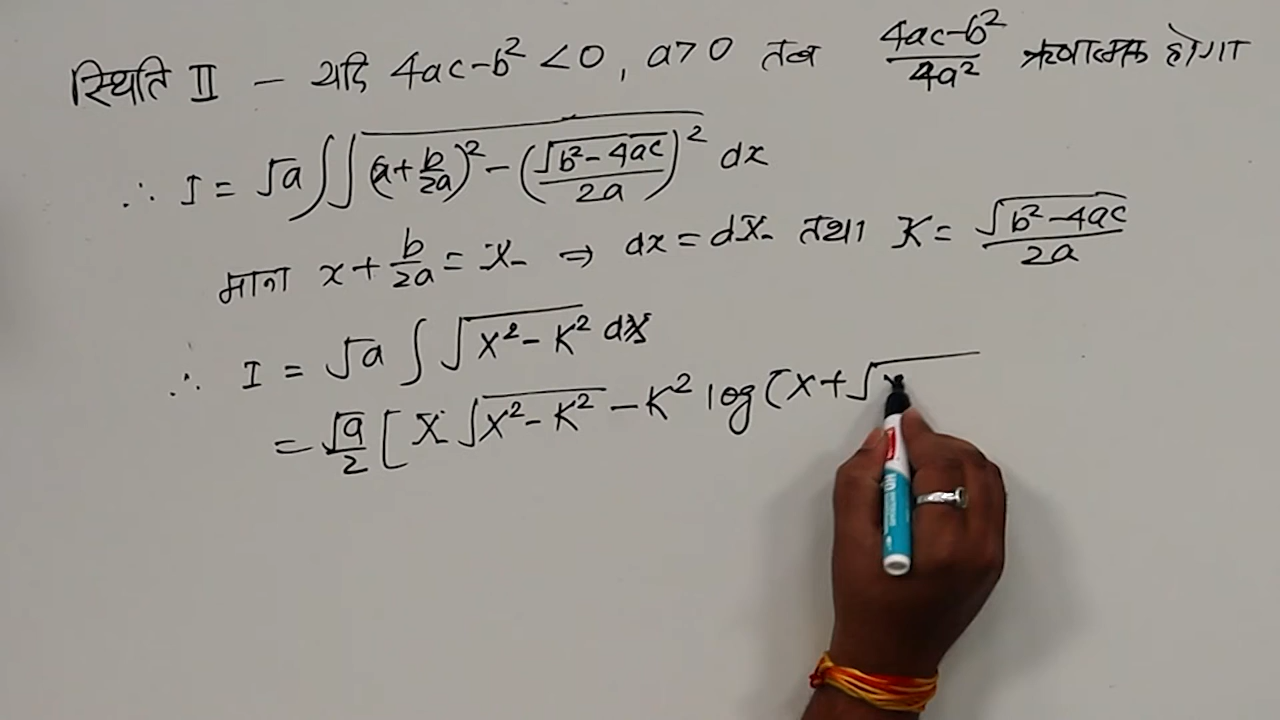 स्थिति II - यदि 4ac-b² <0, a>0 तब (4ac-b²)/(4a²) ऋणात्मक होगा
∴ I = √a ∫ √((x+b/2a)² - (√(b²-4ac)/2a)²) dx
माना x + b/2a = X ⇒ dx = dX तथा K = √(b²-4ac)/2a
∴ I = √a ∫ √(X²-K²) dX
= √a/2 [X √(X²-K²) - K² log(X+√x